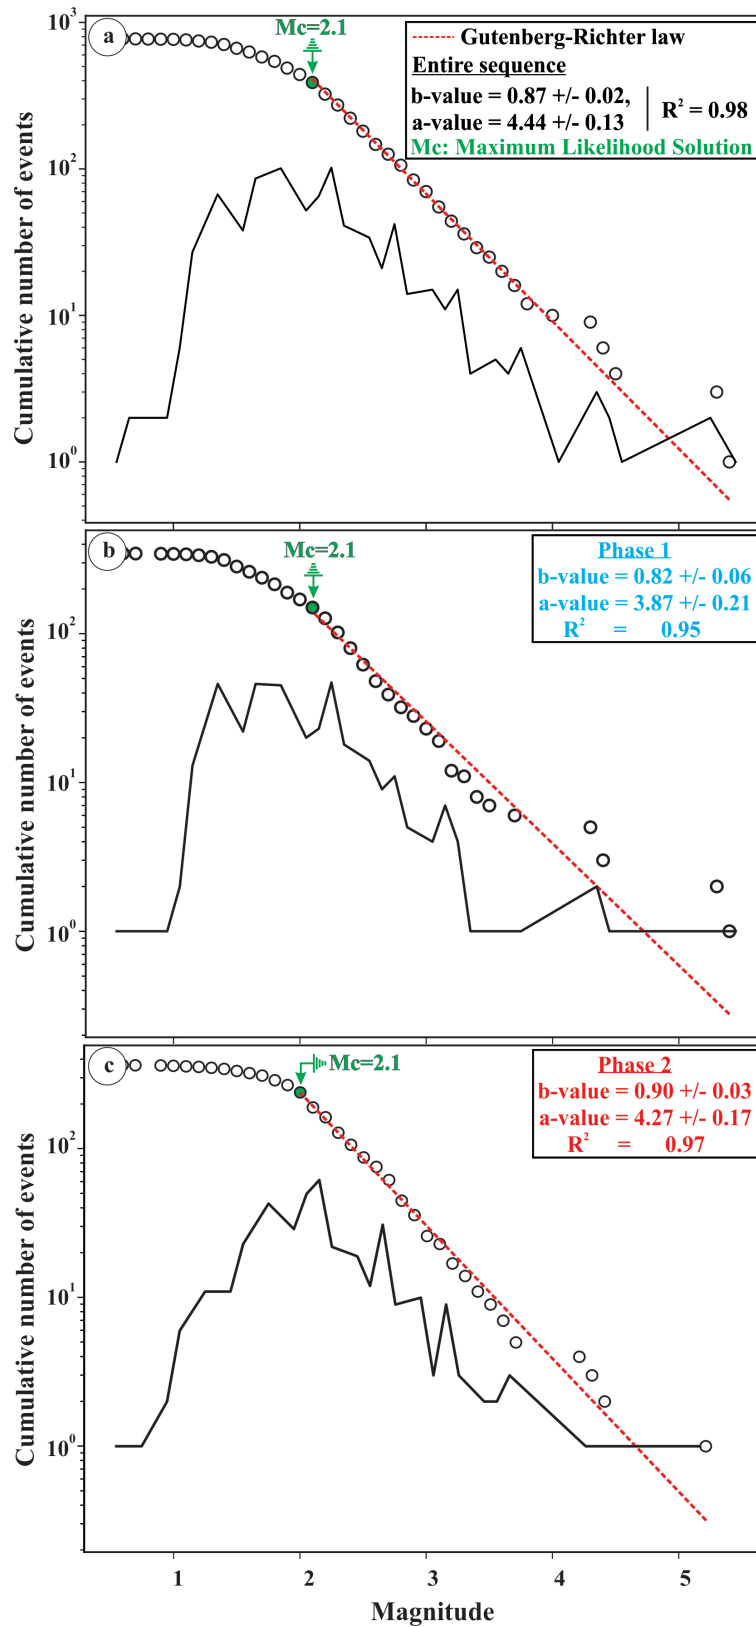 a
Mc=2.1
Gutenberg-Richter law
Entire sequence
b-value = 0.87 +/- 0.02,
a-value = 4.44 +/- 0.13
R² = 0.98
Mc: Maximum Likelihood Solution
10³
10²
10¹
10⁰
Cumulative number of events
b
Mc=2.1
Phase 1
b-value = 0.82 +/- 0.06
a-value = 3.87 +/- 0.21
R² = 0.95
10²
10¹
10⁰
Cumulative number of events
c
Mc=2.1
Phase 2
b-value = 0.90 +/- 0.03
a-value = 4.27 +/- 0.17
R² = 0.97
10²
10¹
10⁰
Cumulative number of events
1 2 3 4 5
Magnitude